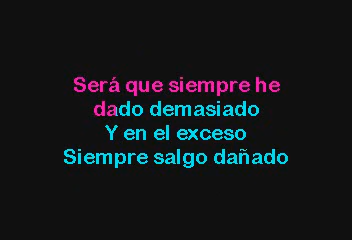 Será que siempre he
dado demasiado
Y en el exceso
Siempre salgo dañado